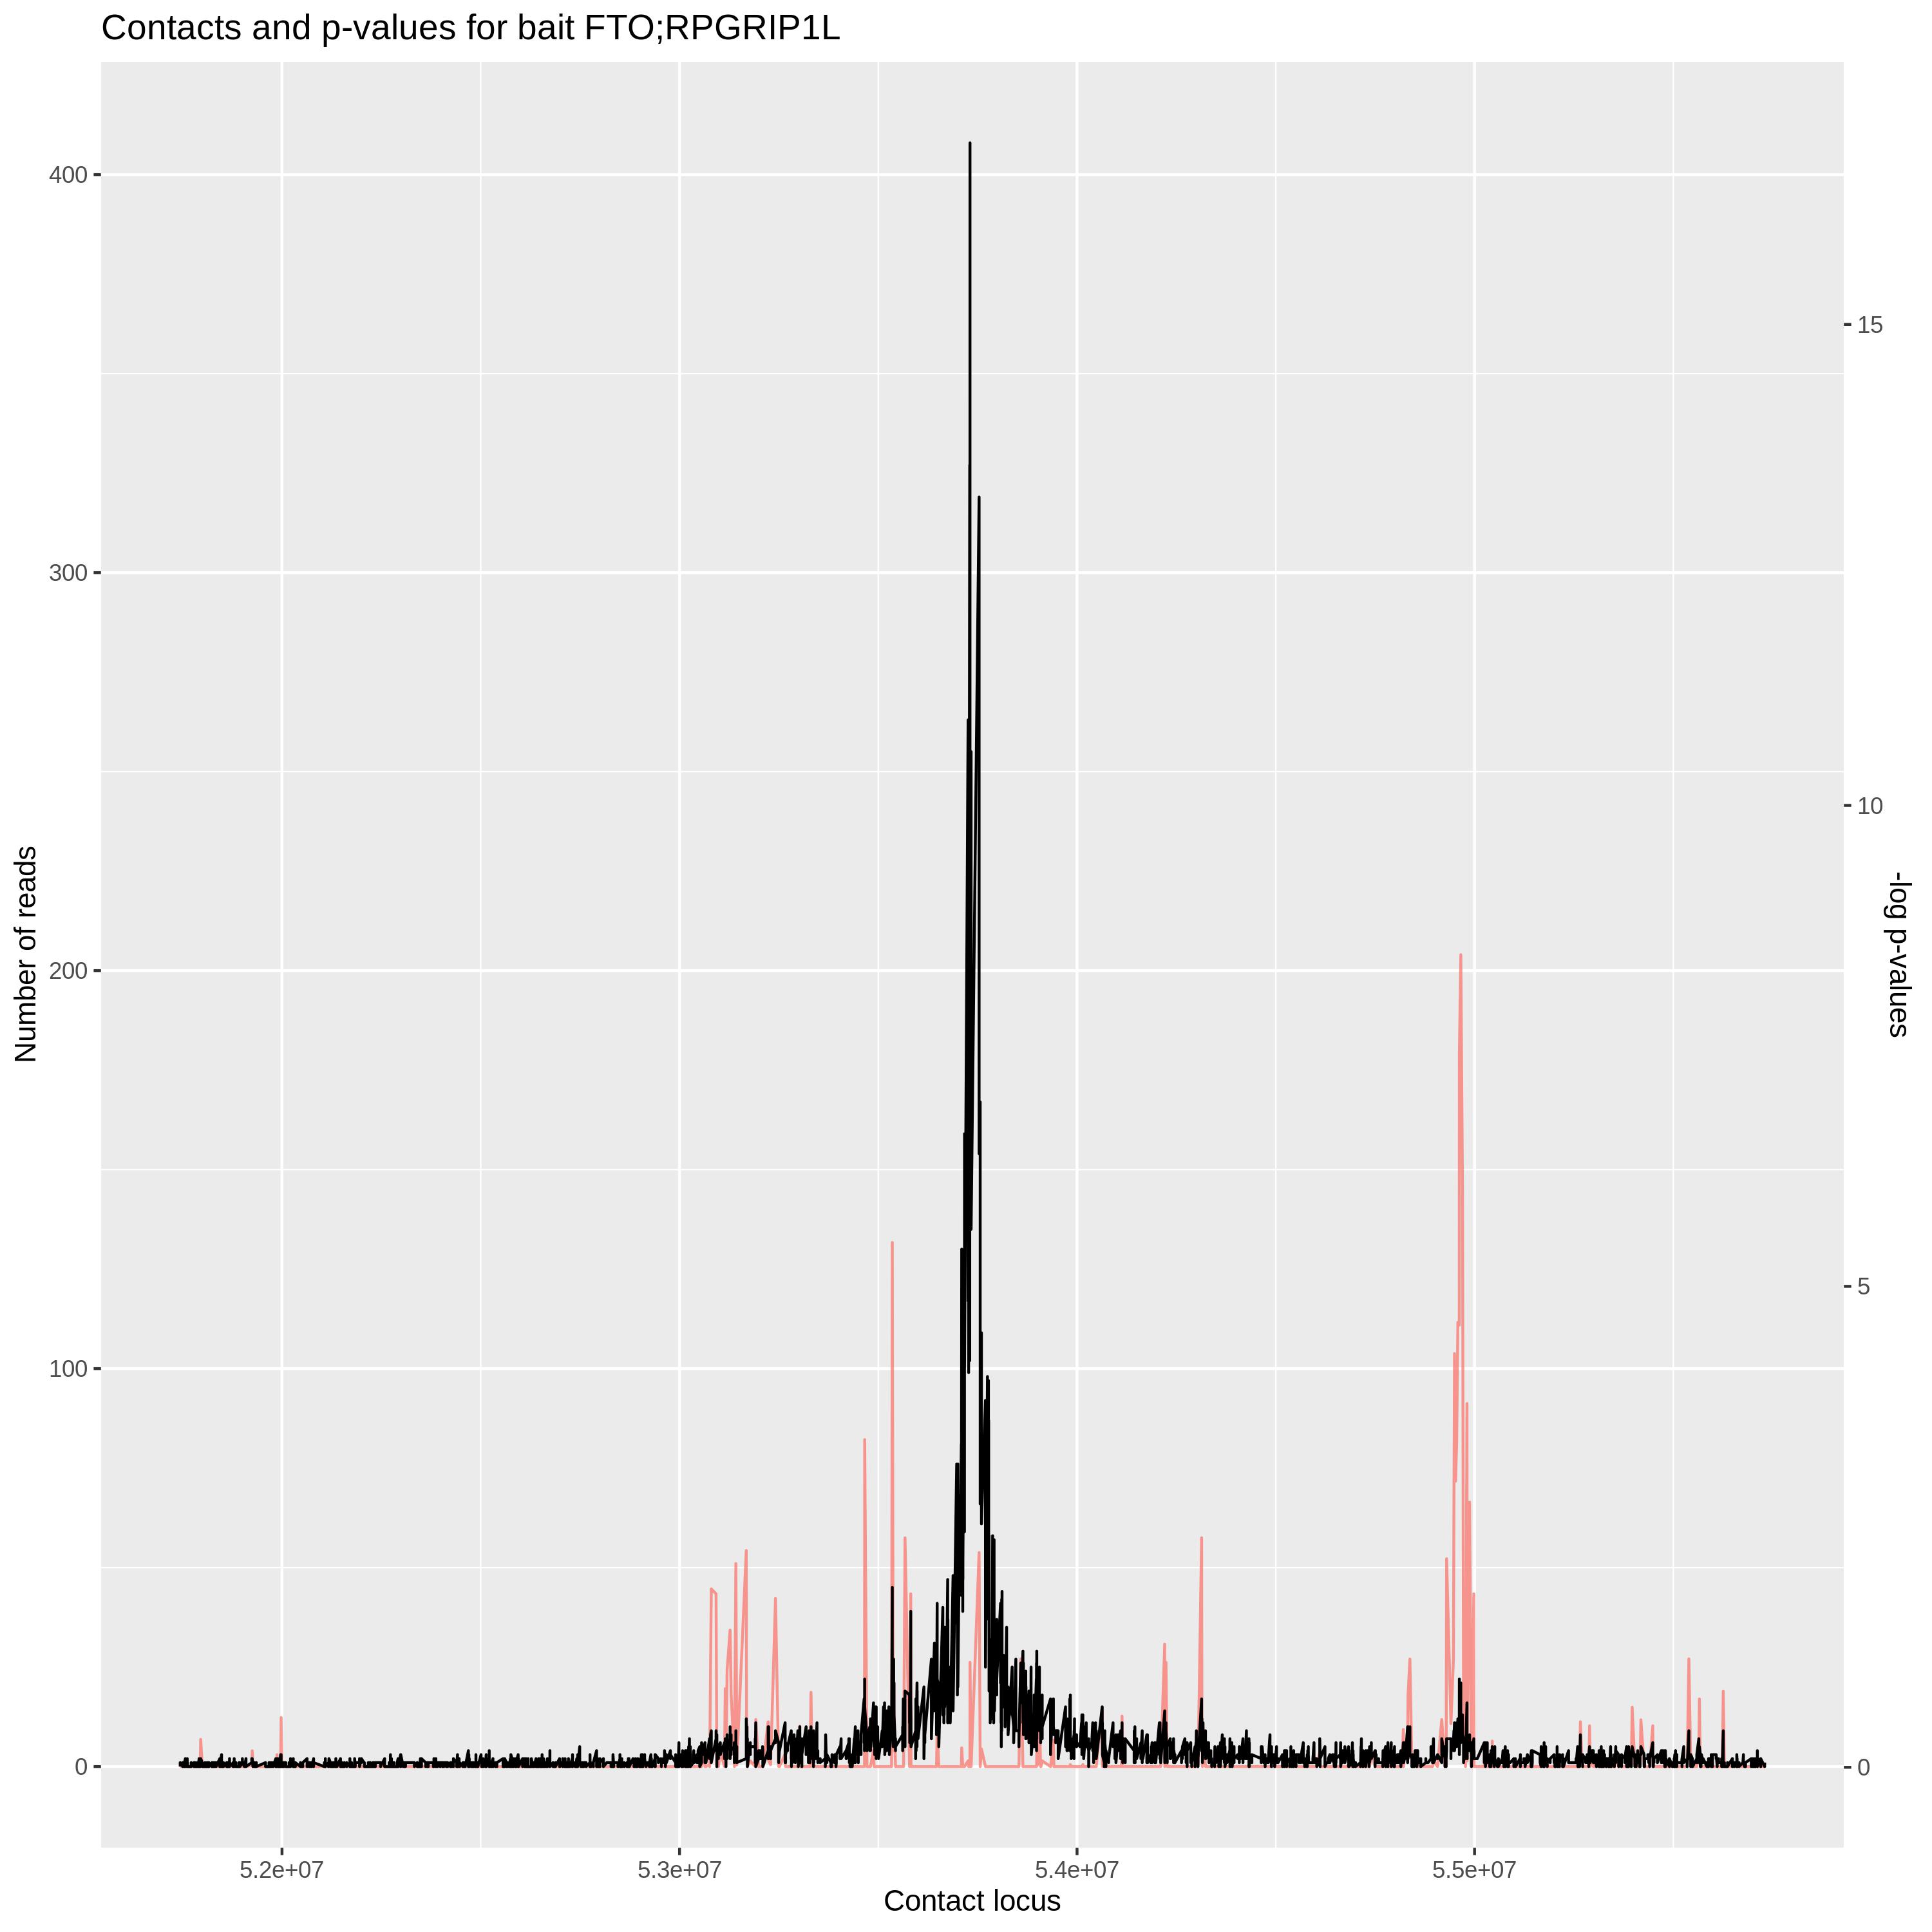 Contacts and p-values for bait FTO;RPGRIP1L
400
300
200
100
0
15
10
5
0
Number of reads
-log p-values
5.2e+07
5.3e+07
5.4e+07
5.5e+07
Contact locus